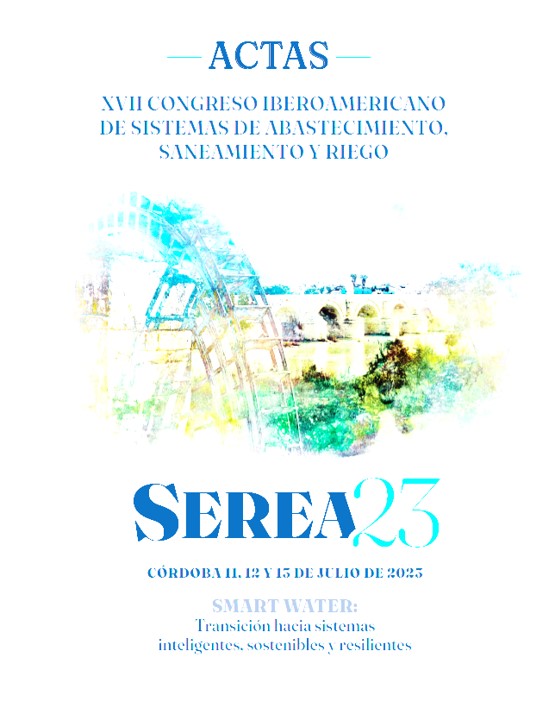 ACTAS
XVII CONGRESO IBEROAMERICANO
DE SISTEMAS DE ABASTECIMIENTO,
SANEAMIENTO Y RIEGO
SEREA23
CÓRDOBA 11, 12 Y 13 DE JULIO DE 2023
SMART WATER:
Transición hacia sistemas
inteligentes, sostenibles y resilientes